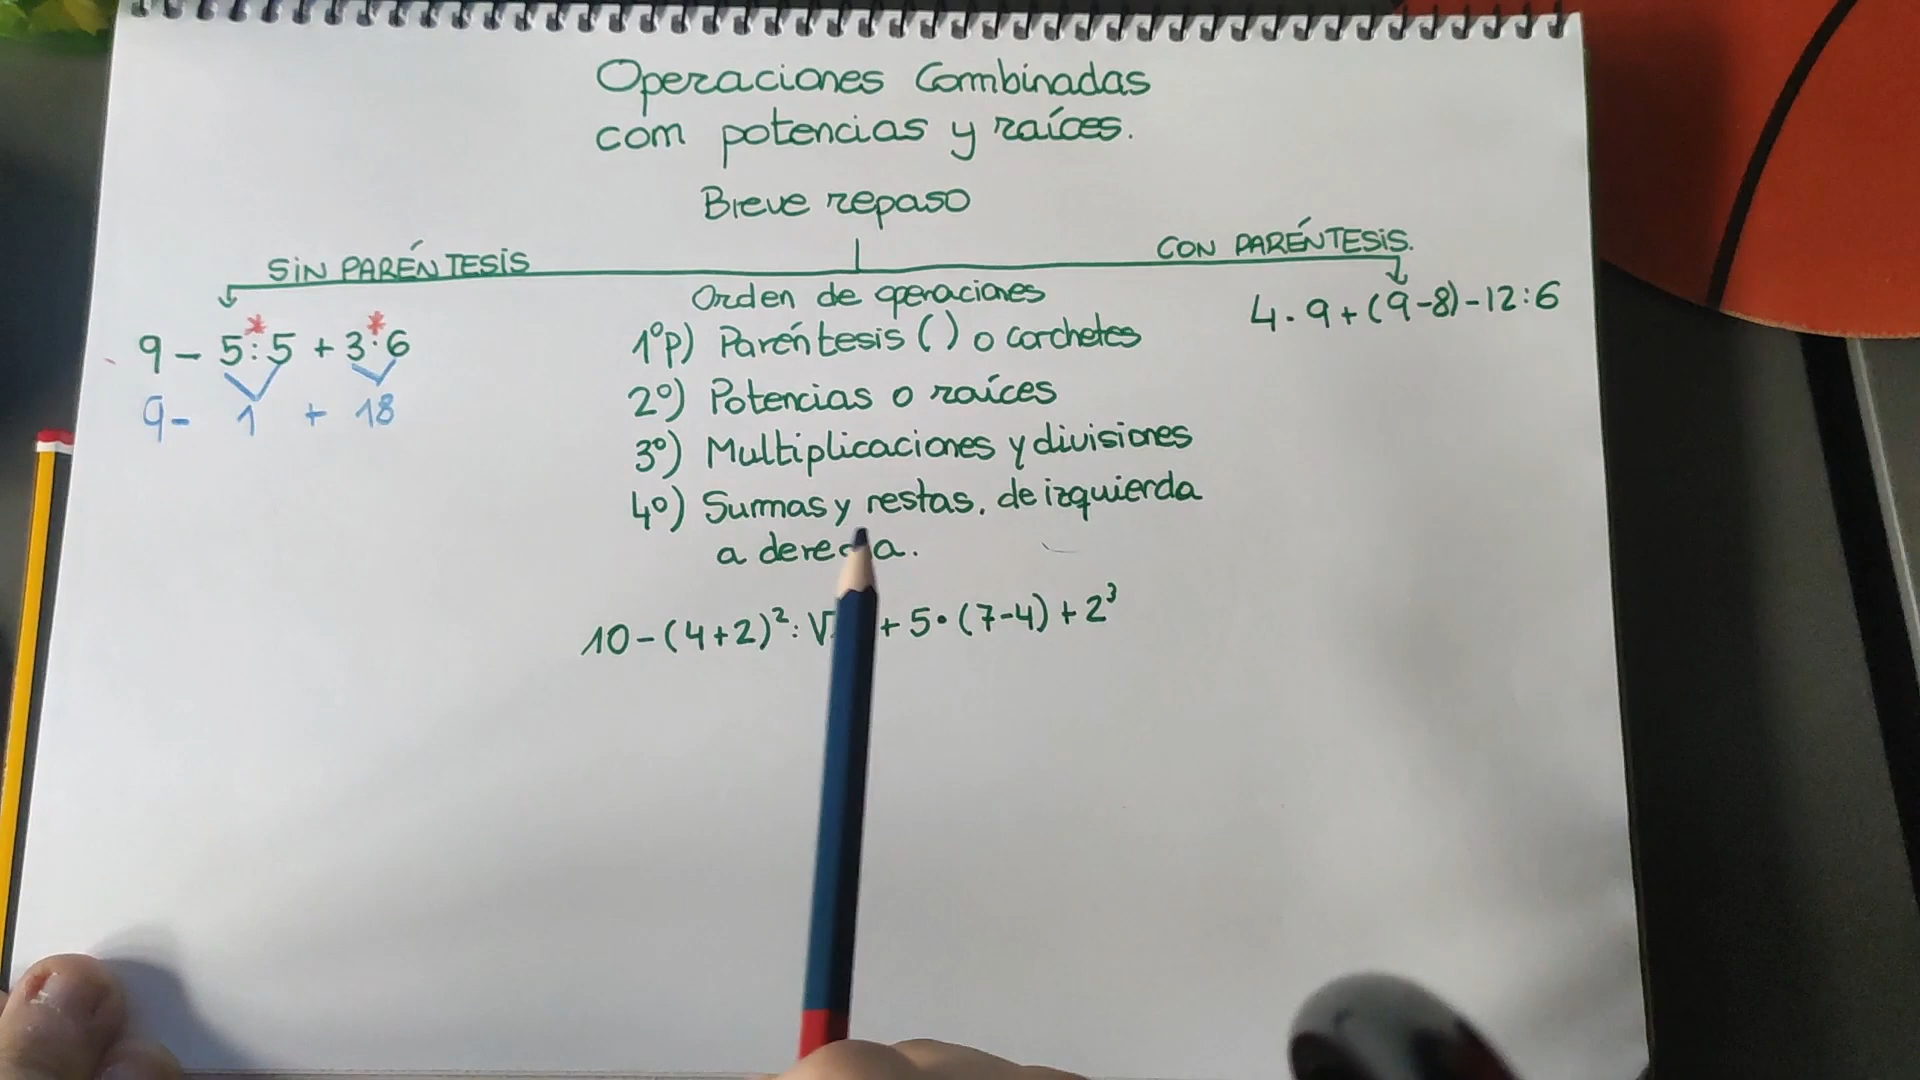 Operaciones Combinadas
con potencias y raíces.
Breve repaso
SIN PARÉNTESIS
CON PARÉNTESIS.
9 - 5:5 + 3·6
9 - 1 + 18
Orden de operaciones
1ºp) Paréntesis ( ) o corchetes
2º) Potencias o raíces
3º) Multiplicaciones y divisiones
4º) Sumas y restas. de izquierda
a derecha.
4·9+(9-8)-12:6
10-(4+2)²:√ +5·(7-4)+2³